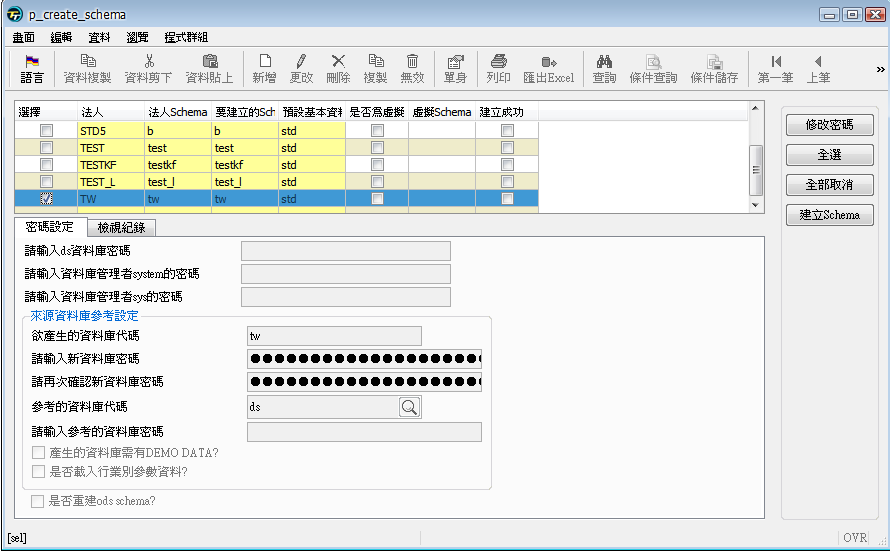 p_create_schema
畫面 編輯 資料 瀏覽 程式群組
語言 資料複製 資料剪下 資料貼上 新增 更改 刪除 複製 無效 單身 列印 匯出Excel 查詢 條件查詢 條件儲存 第一筆 上筆 »
選擇 法人 法人Schema 要建立的Sch 預設基本資料 是否為虛擬 虛擬Schema 建立成功
STD5 b b std
TEST test test std
TESTKF testkf testkf std
TEST_L test_l test_l std
TW tw tw std
修改密碼
全選
全部取消
建立Schema
密碼設定 檢視紀錄
請輸入ds資料庫密碼
請輸入資料庫管理者system的密碼
請輸入資料庫管理者sys的密碼
來源資料庫參考設定
欲產生的資料庫代碼 tw
請輸入新資料庫密碼
請再次確認新資料庫密碼
參考的資料庫代碼 ds
請輸入參考的資料庫密碼
產生的資料庫需有DEMO DATA?
是否載入行業別參數資料?
是否重建ods schema?
[sel] OVR